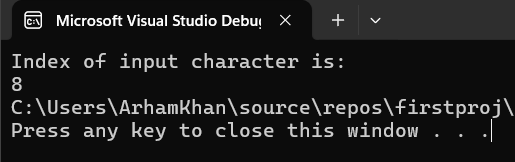 Microsoft Visual Studio Debug
Index of input character is:
8
C:\Users\ArhamKhan\source\repos\firstproj\
Press any key to close this window . . .